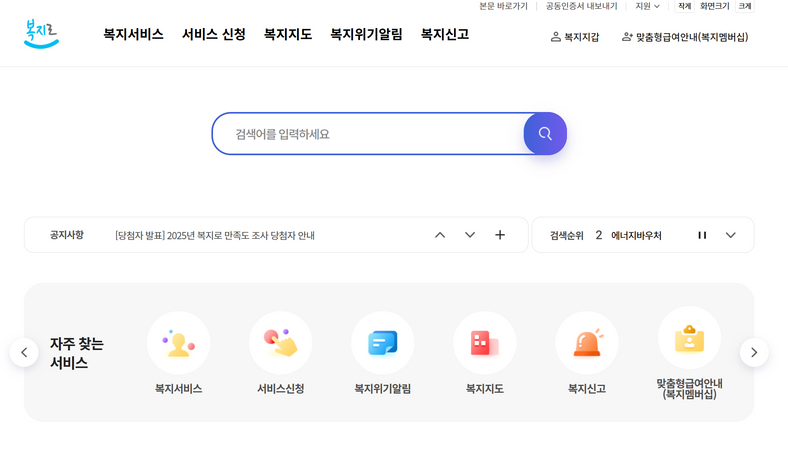 본문 바로가기
공동인증서 내보내기
지원
작게 화면크기 크게
복지로
복지서비스
서비스 신청
복지지도
복지위기알림
복지신고
복지지갑
맞춤형급여안내(복지멤버십)
검색어를 입력하세요
공지사항
[당첨자 발표] 2025년 복지로 만족도 조사 당첨자 안내
검색순위 2 에너지바우처
자주 찾는
서비스
복지서비스
서비스신청
복지위기알림
복지지도
복지신고
맞춤형급여안내
(복지멤버십)